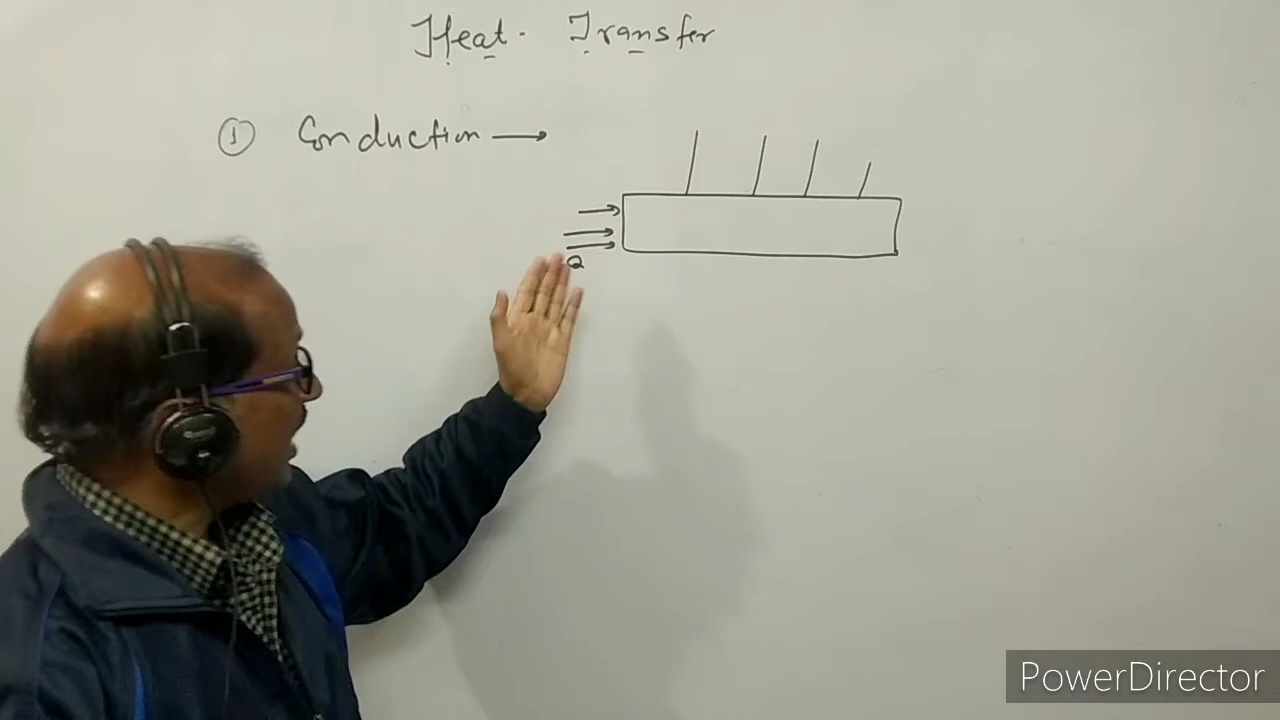 Heat. Transfer
① Conduction →
Q
PowerDirector